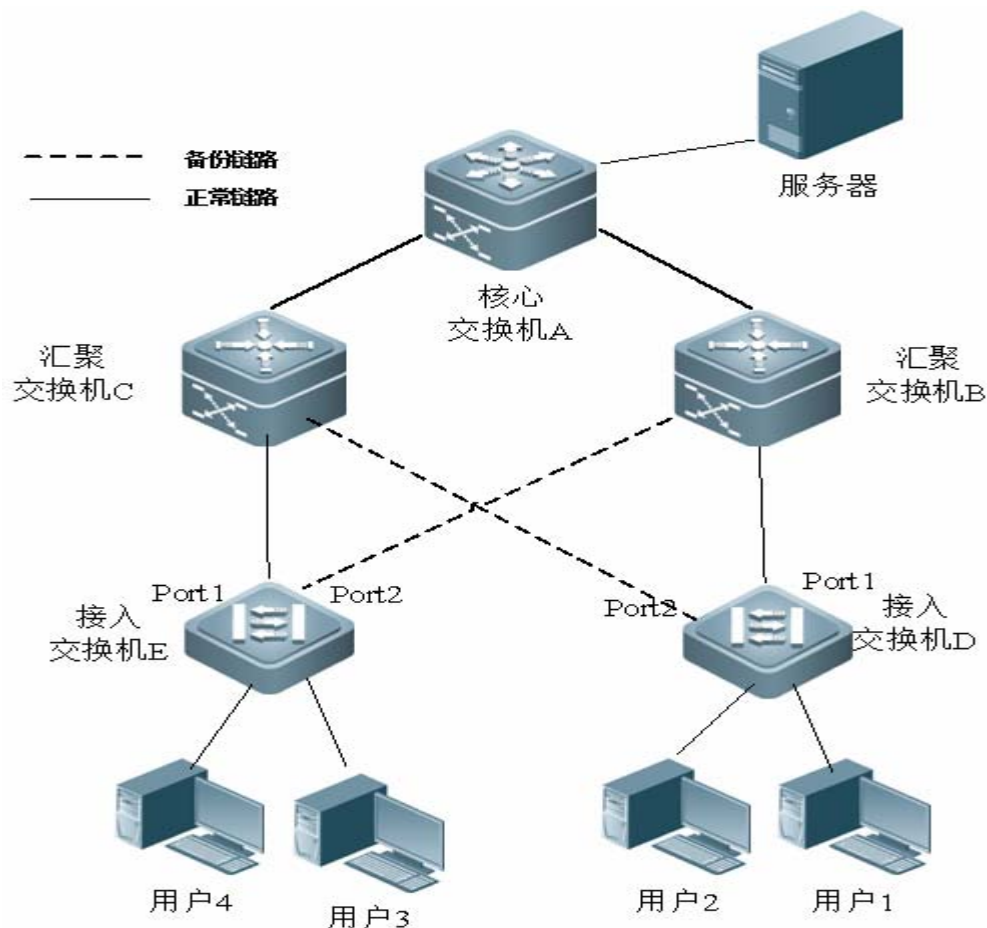 备份链路
正常链路
服务器
核心
交换机A
汇聚
交换机C
汇聚
交换机B
Port1
Port2
接入
交换机E
Port2
Port1
接入
交换机D
用户4
用户3
用户2
用户1